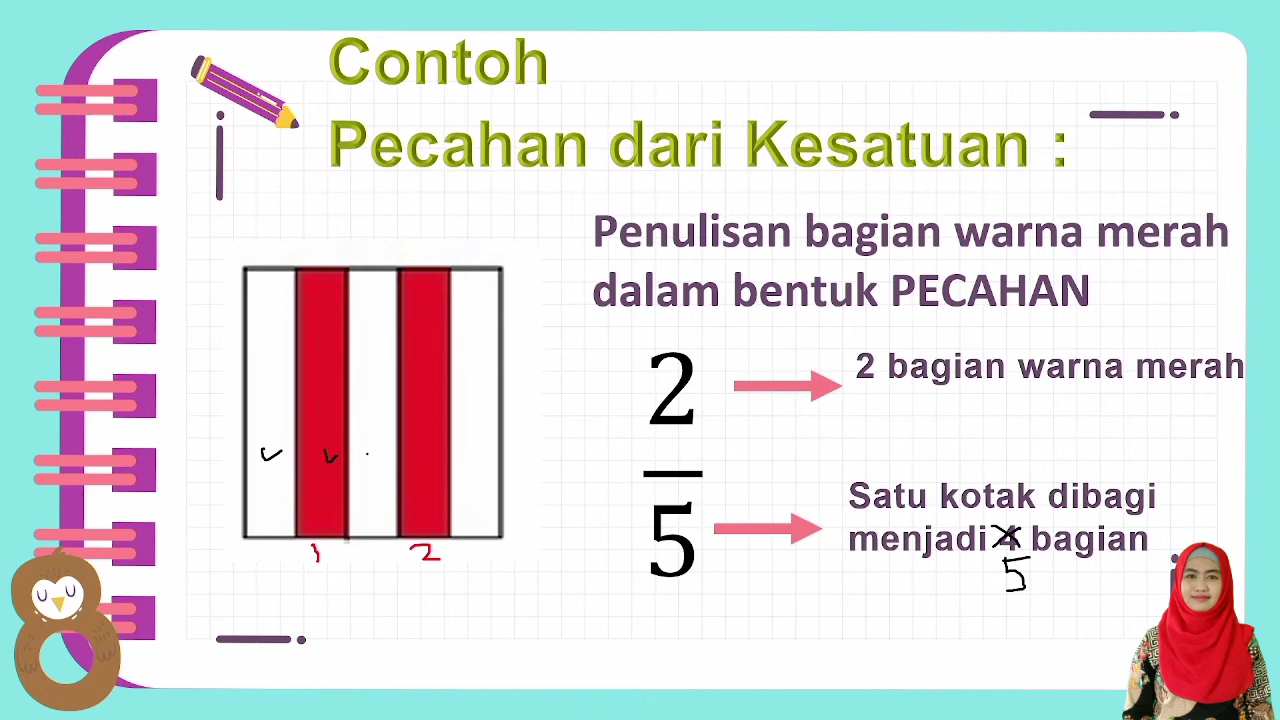 Contoh
Pecahan dari Kesatuan :
Penulisan bagian warna merah
dalam bentuk PECAHAN
2
5
2 bagian warna merah
Satu kotak dibagi
menjadi 4 bagian
5
1 2